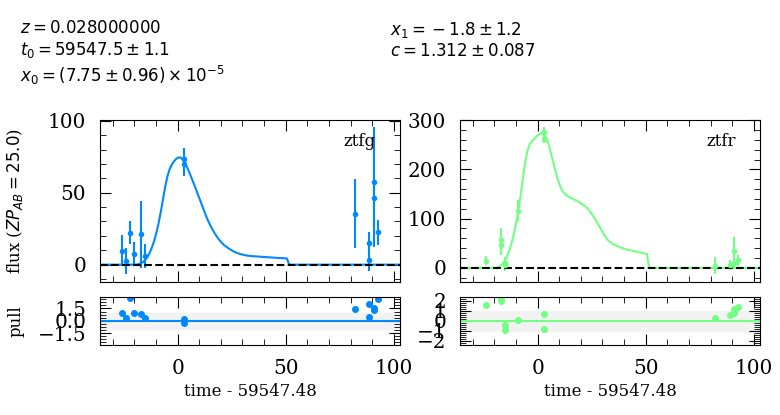 z = 0.028000000
t₀ = 59547.5 ± 1.1
x₀ = (7.75 ± 0.96) × 10⁻⁵
x₁ = −1.8 ± 1.2
c = 1.312 ± 0.087
100
50
0
flux (ZP_AB = 25.0)
ztfg
300
200
100
0
ztfr
1.5
0.0
−1.5
pull
2
1
0
−1
−2
0 50 100
time - 59547.48
0 50 100
time - 59547.48